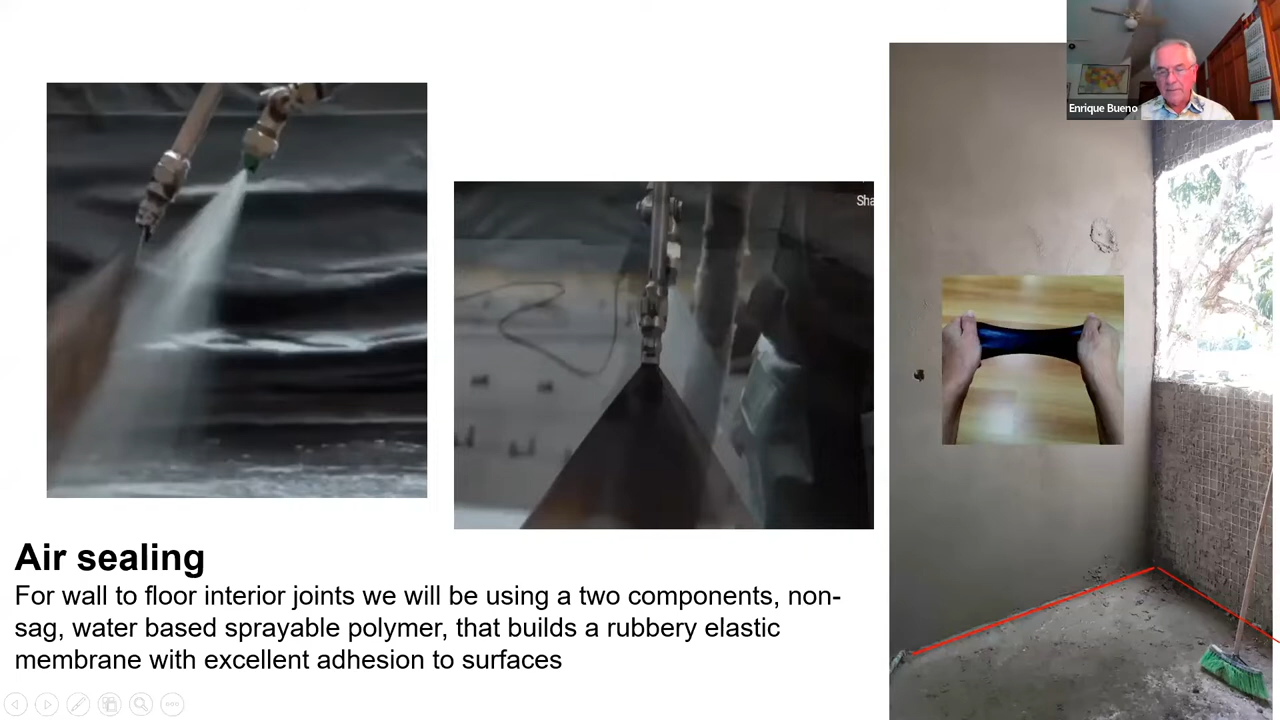 Enrique Bueno
Sha
Air sealing
For wall to floor interior joints we will be using a two components, non-
sag, water based sprayable polymer, that builds a rubbery elastic
membrane with excellent adhesion to surfaces